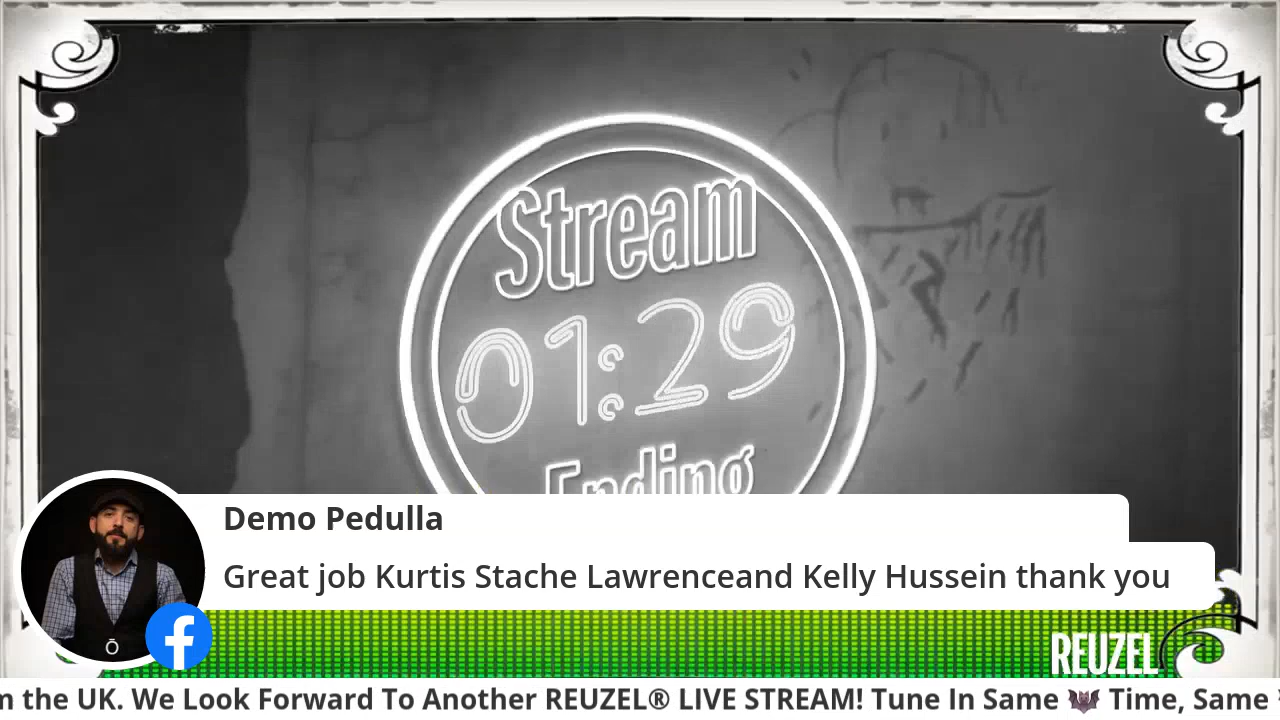 Stream
01:29
Ending
Demo Pedulla
Great job Kurtis Stache Lawrenceand Kelly Hussein thank you
Ō
REUZEL
the UK. We Look Forward To Another REUZEL® LIVE STREAM! Tune In Same 🦇 Time, Same